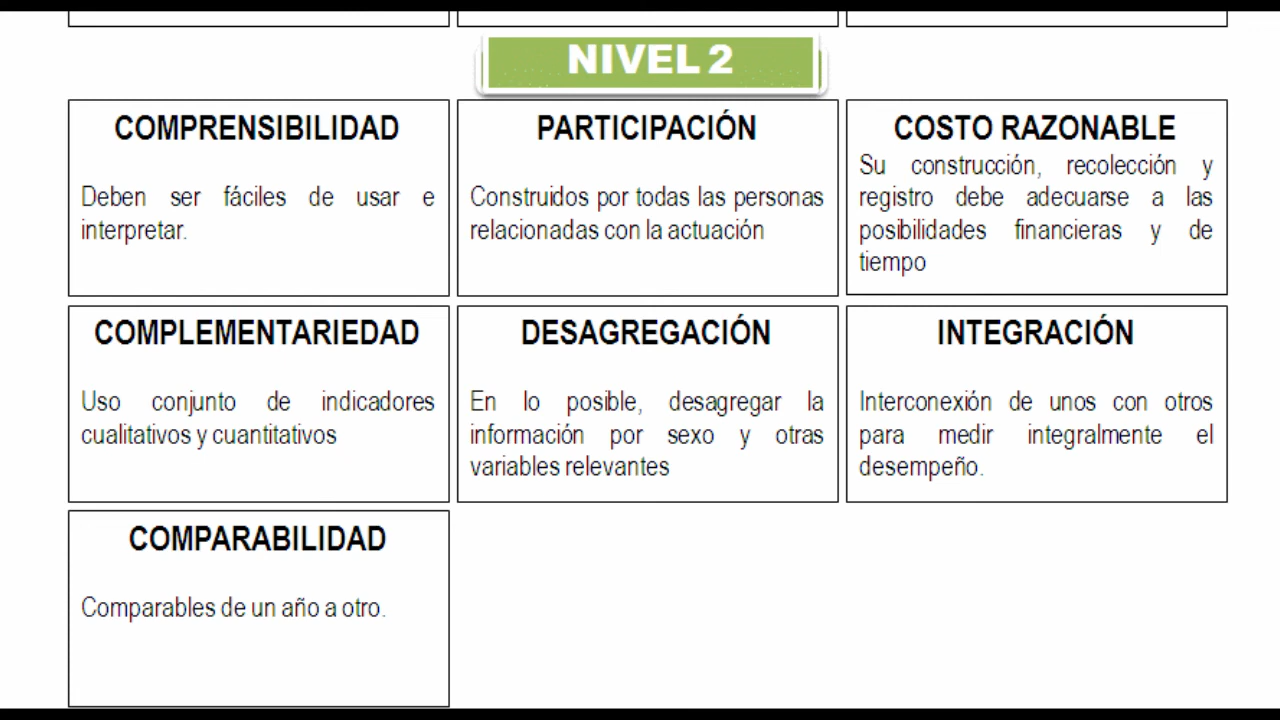 NIVEL 2
COMPRENSIBILIDAD
Deben ser fáciles de usar e
interpretar.
PARTICIPACIÓN
Construidos por todas las personas
relacionadas con la actuación
COSTO RAZONABLE
Su construcción, recolección y
registro debe adecuarse a las
posibilidades financieras y de
tiempo
COMPLEMENTARIEDAD
Uso conjunto de indicadores
cualitativos y cuantitativos
DESAGREGACIÓN
En lo posible, desagregar la
información por sexo y otras
variables relevantes
INTEGRACIÓN
Interconexión de unos con otros
para medir integralmente el
desempeño.
COMPARABILIDAD
Comparables de un año a otro.